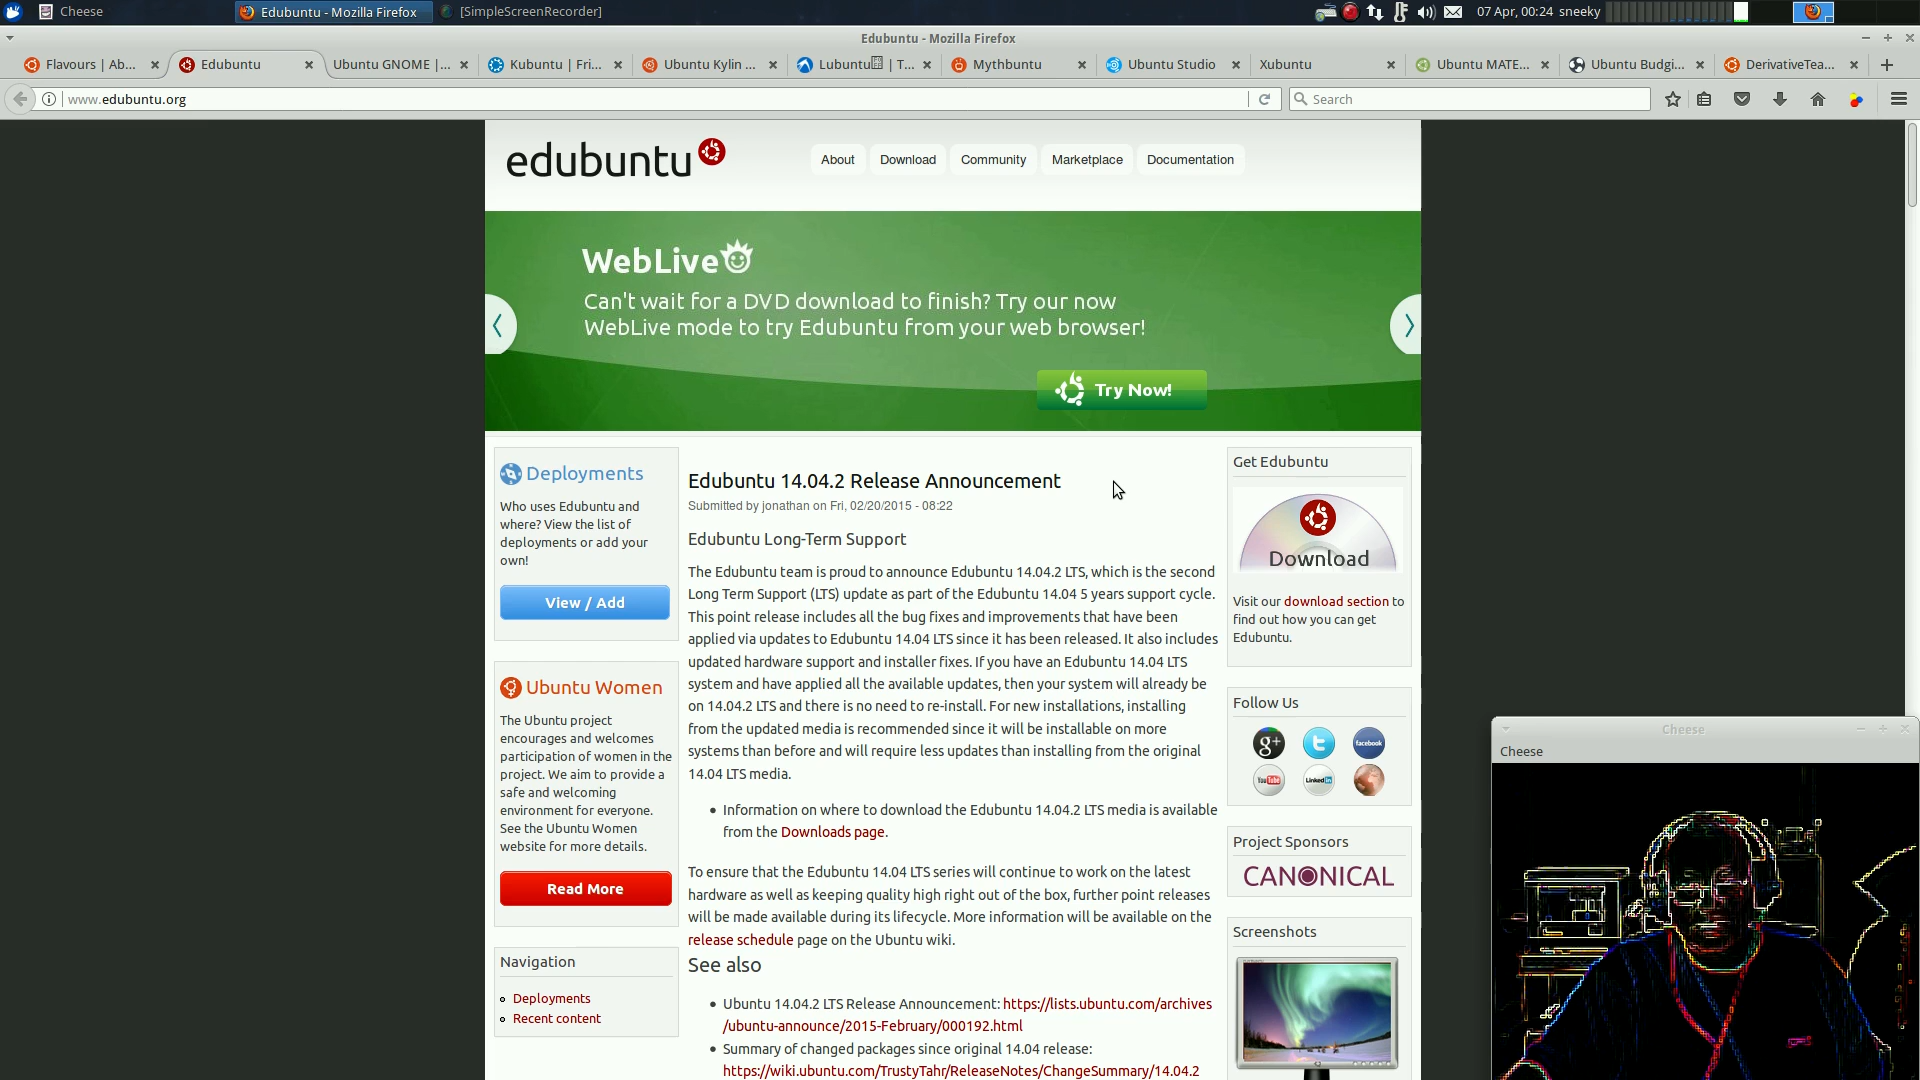 Cheese
Edubuntu - Mozilla Firefox
[SimpleScreenRecorder]
07 Apr, 00:24 sneeky
Edubuntu - Mozilla Firefox
Flavours | Ab...
Edubuntu
Ubuntu GNOME |...
Kubuntu | Fri...
Ubuntu Kylin ...
Lubuntu | T...
Mythbuntu
Ubuntu Studio
Xubuntu
Ubuntu MATE...
Ubuntu Budgi...
DerivativeTea...
www.edubuntu.org
Search
edubuntu
About
Download
Community
Marketplace
Documentation
WebLive
Can't wait for a DVD download to finish? Try our now
WebLive mode to try Edubuntu from your web browser!
Try Now!
Deployments
Who uses Edubuntu and
where? View the list of
deployments or add your
own!
View / Add
Ubuntu Women
The Ubuntu project
encourages and welcomes
participation of women in the
project. We aim to provide a
safe and welcoming
environment for everyone.
See the Ubuntu Women
website for more details.
Read More
Navigation
Deployments
Recent content
Edubuntu 14.04.2 Release Announcement
Submitted by jonathan on Fri, 02/20/2015 - 08:22
Edubuntu Long-Term Support
The Edubuntu team is proud to announce Edubuntu 14.04.2 LTS, which is the second
Long Term Support (LTS) update as part of the Edubuntu 14.04 5 years support cycle.
This point release includes all the bug fixes and improvements that have been
applied via updates to Edubuntu 14.04 LTS since it has been released. It also includes
updated hardware support and installer fixes. If you have an Edubuntu 14.04 LTS
system and have applied all the available updates, then your system will already be
on 14.04.2 LTS and there is no need to re-install. For new installations, installing
from the updated media is recommended since it will be installable on more
systems than before and will require less updates than installing from the original
14.04 LTS media.
Information on where to download the Edubuntu 14.04.2 LTS media is available
from the Downloads page.
To ensure that the Edubuntu 14.04 LTS series will continue to work on the latest
hardware as well as keeping quality high right out of the box, further point releases
will be made available during its lifecycle. More information will be available on the
release schedule page on the Ubuntu wiki.
See also
Ubuntu 14.04.2 LTS Release Announcement: https://lists.ubuntu.com/archives
/ubuntu-announce/2015-February/000192.html
Summary of changed packages since original 14.04 release:
https://wiki.ubuntu.com/TrustyTahr/ReleaseNotes/ChangeSummary/14.04.2
Get Edubuntu
Download
Visit our download section to
find out how you can get
Edubuntu.
Follow Us
g+
t
facebook
YouTube
LinkedIn
Project Sponsors
CANONICAL
Screenshots
Cheese
Cheese